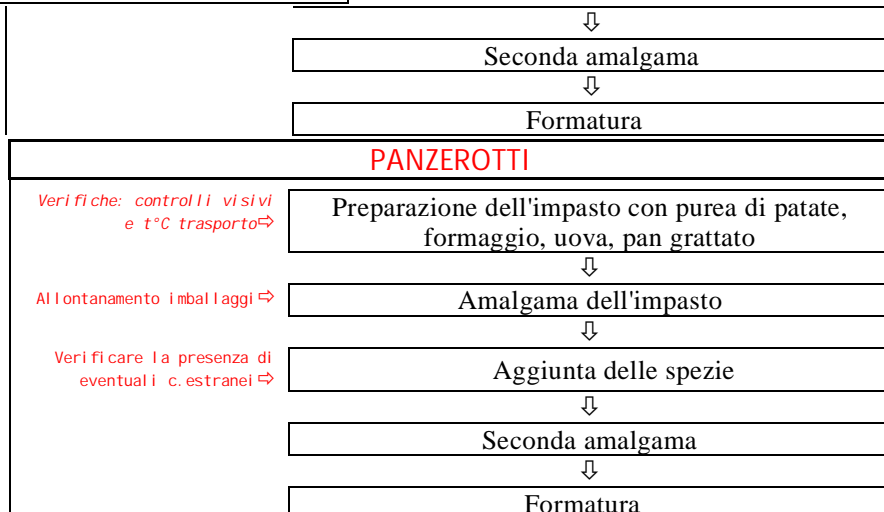 ⇩
Seconda amalgama
⇩
Formatura
PANZEROTTI
Verifiche: controlli visivi
e t°C trasporto⇨
Preparazione dell'impasto con purea di patate,
formaggio, uova, pan grattato
⇩
Allontanamento imballaggi⇨
Amalgama dell'impasto
⇩
Verificare la presenza di
eventuali c.estranei⇨
Aggiunta delle spezie
⇩
Seconda amalgama
⇩
Formatura